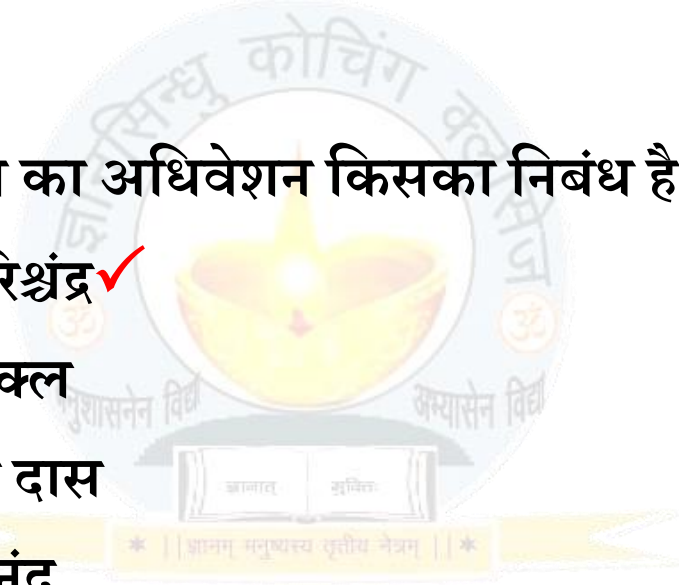 ज्ञानसिन्धु कोचिंग क्लासेज
का अधिवेशन किसका निबंध है
रिश्चंद्र✓
क्ल
दास
नंद
अनुशासनेन विद्या
अभ्यासेन विद्या
ज्ञानात् मुक्तिः
* ||ज्ञानम् मनुष्यस्य तृतीय नेत्रम् ||*